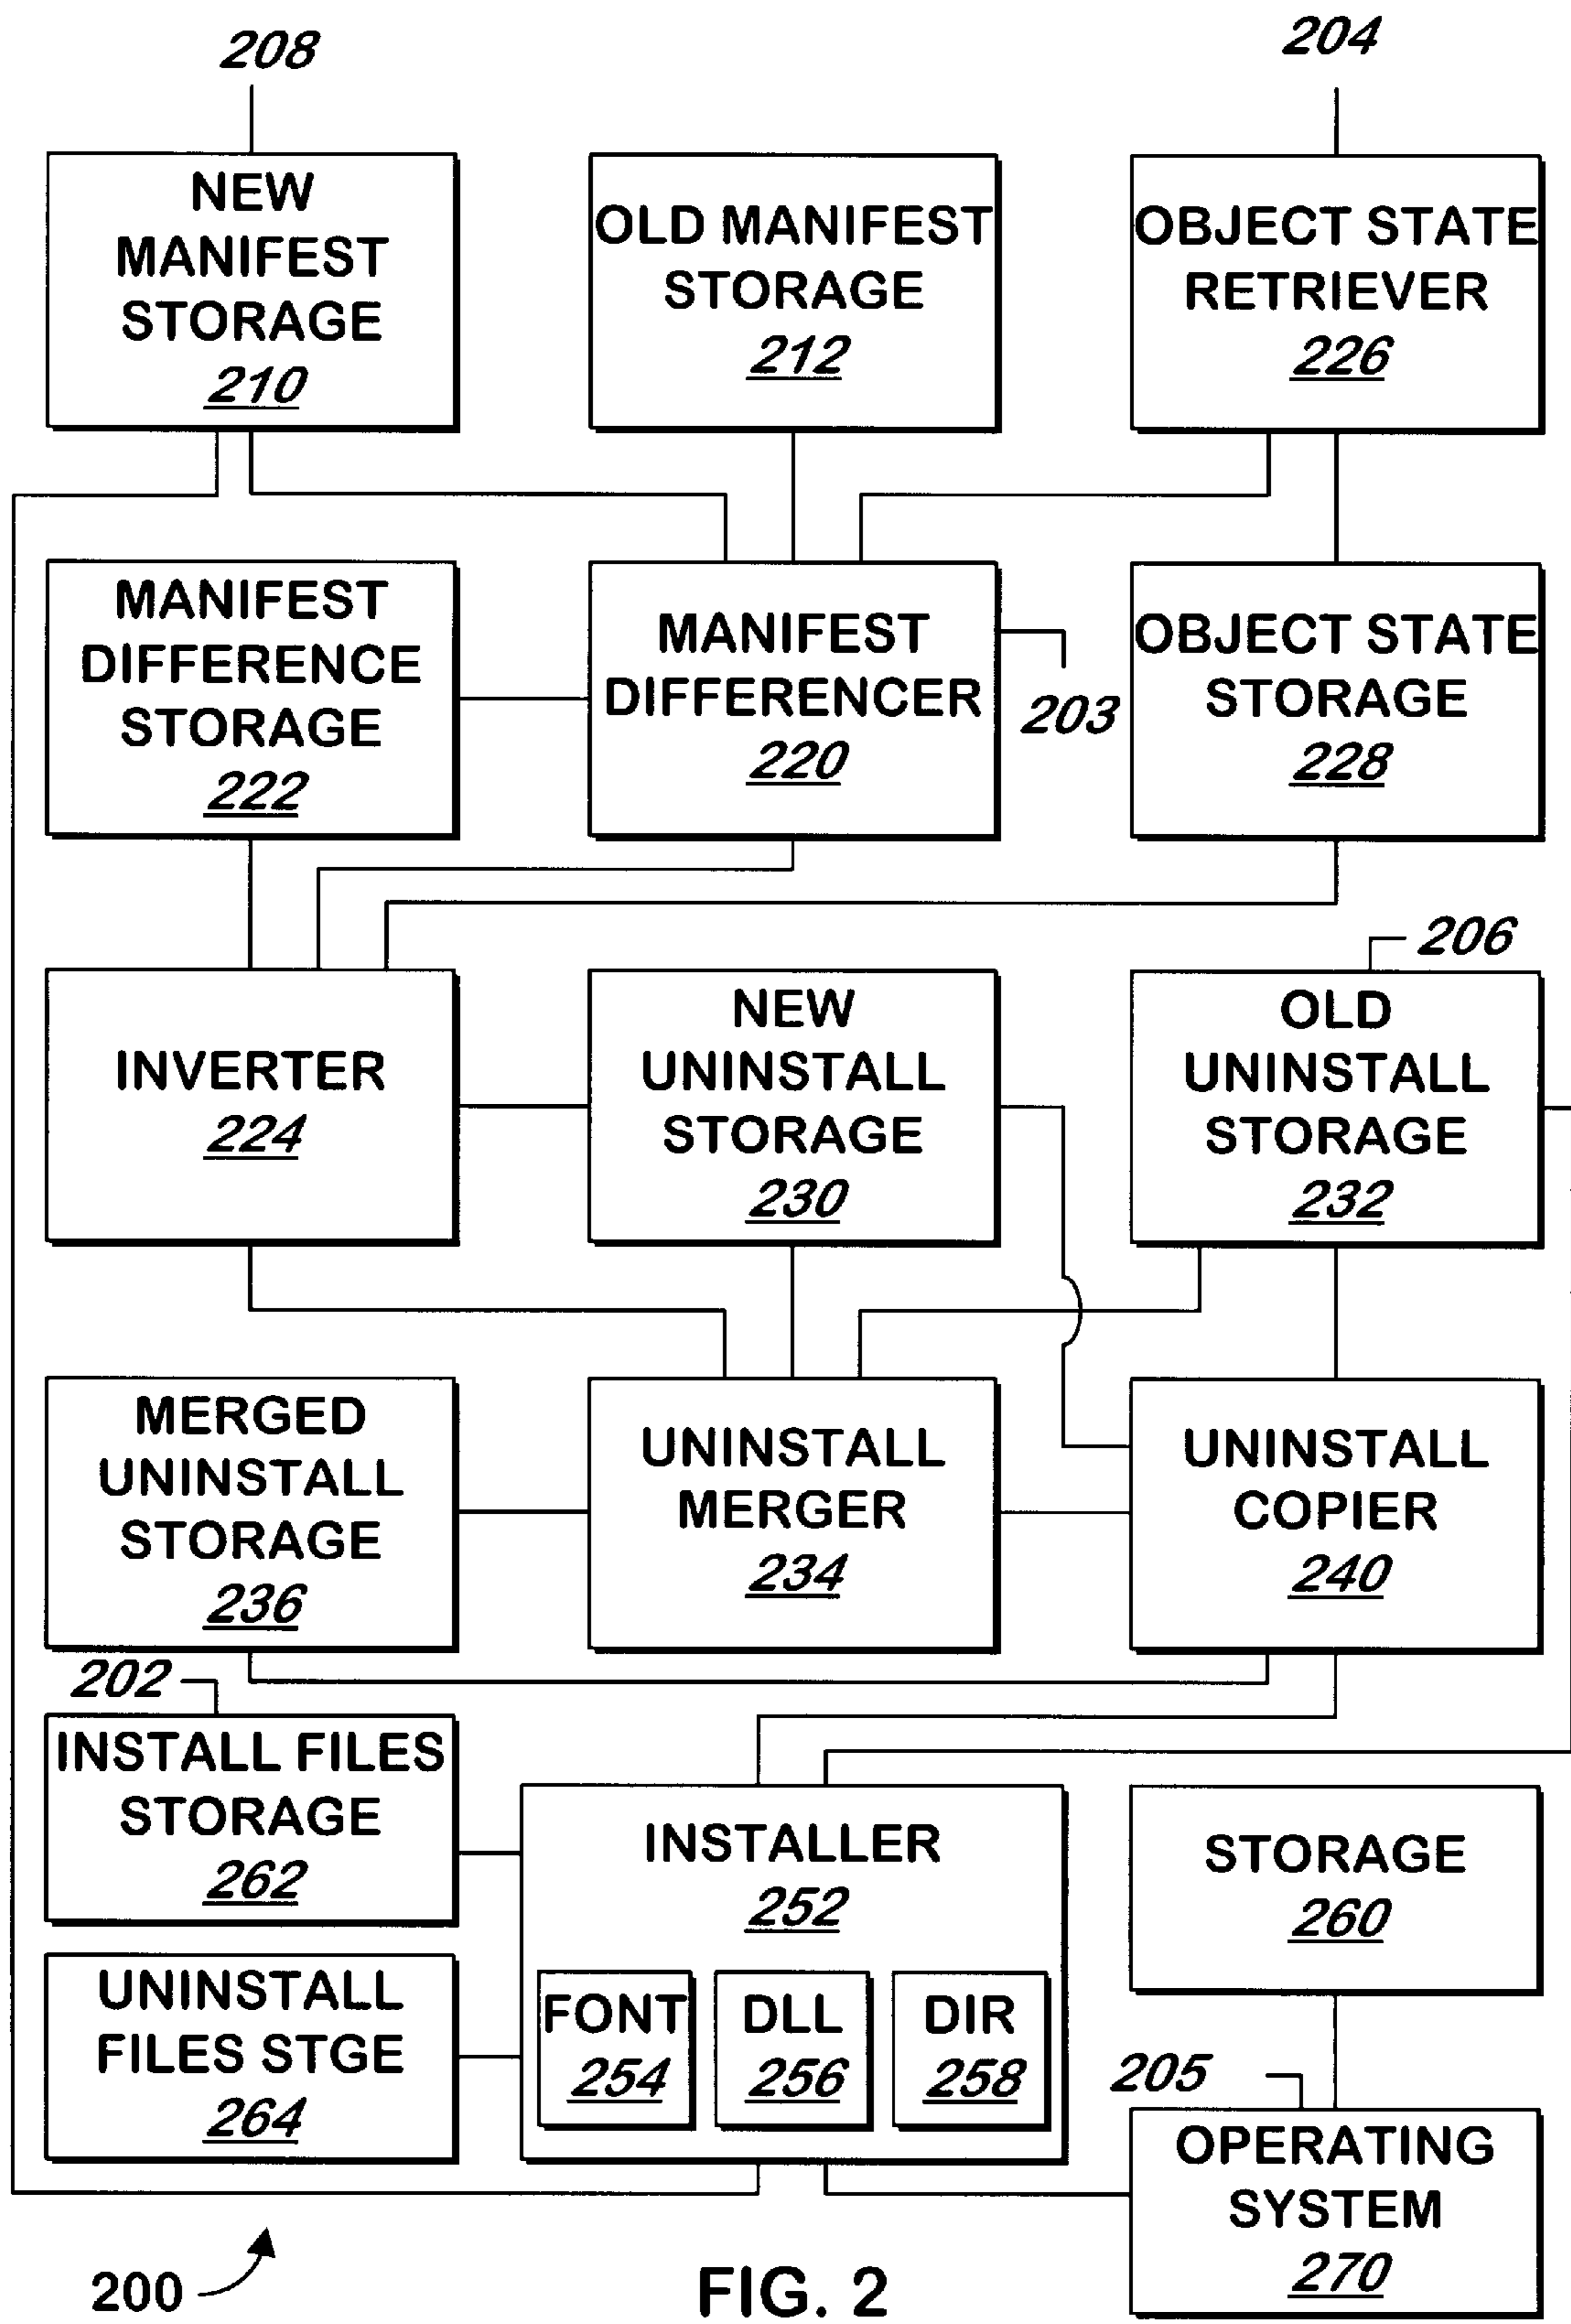 208
204
NEW
MANIFEST
STORAGE
210
OLD MANIFEST
STORAGE
212
OBJECT STATE
RETRIEVER
226
MANIFEST
DIFFERENCE
STORAGE
222
MANIFEST
DIFFERENCER
220
203
OBJECT STATE
STORAGE
228
206
INVERTER
224
NEW
UNINSTALL
STORAGE
230
OLD
UNINSTALL
STORAGE
232
MERGED
UNINSTALL
STORAGE
236
UNINSTALL
MERGER
234
UNINSTALL
COPIER
240
202
INSTALL FILES
STORAGE
262
INSTALLER
252
FONT
254
DLL
256
DIR
258
STORAGE
260
UNINSTALL
FILES STGE
264
205
OPERATING
SYSTEM
270
200
FIG. 2